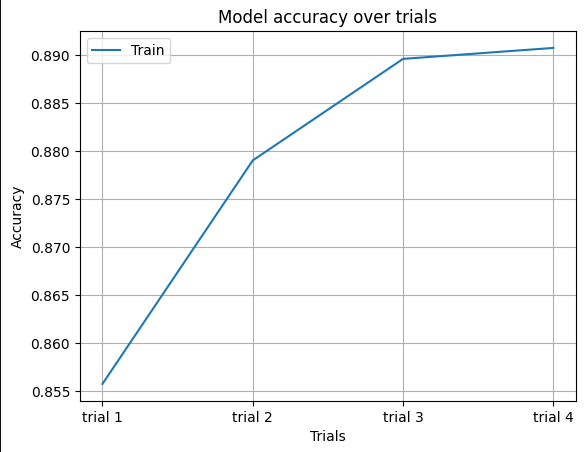 Model accuracy over trials
Train
0.890
0.885
0.880
0.875
0.870
0.865
0.860
0.855
Accuracy
trial 1 trial 2 trial 3 trial 4
Trials